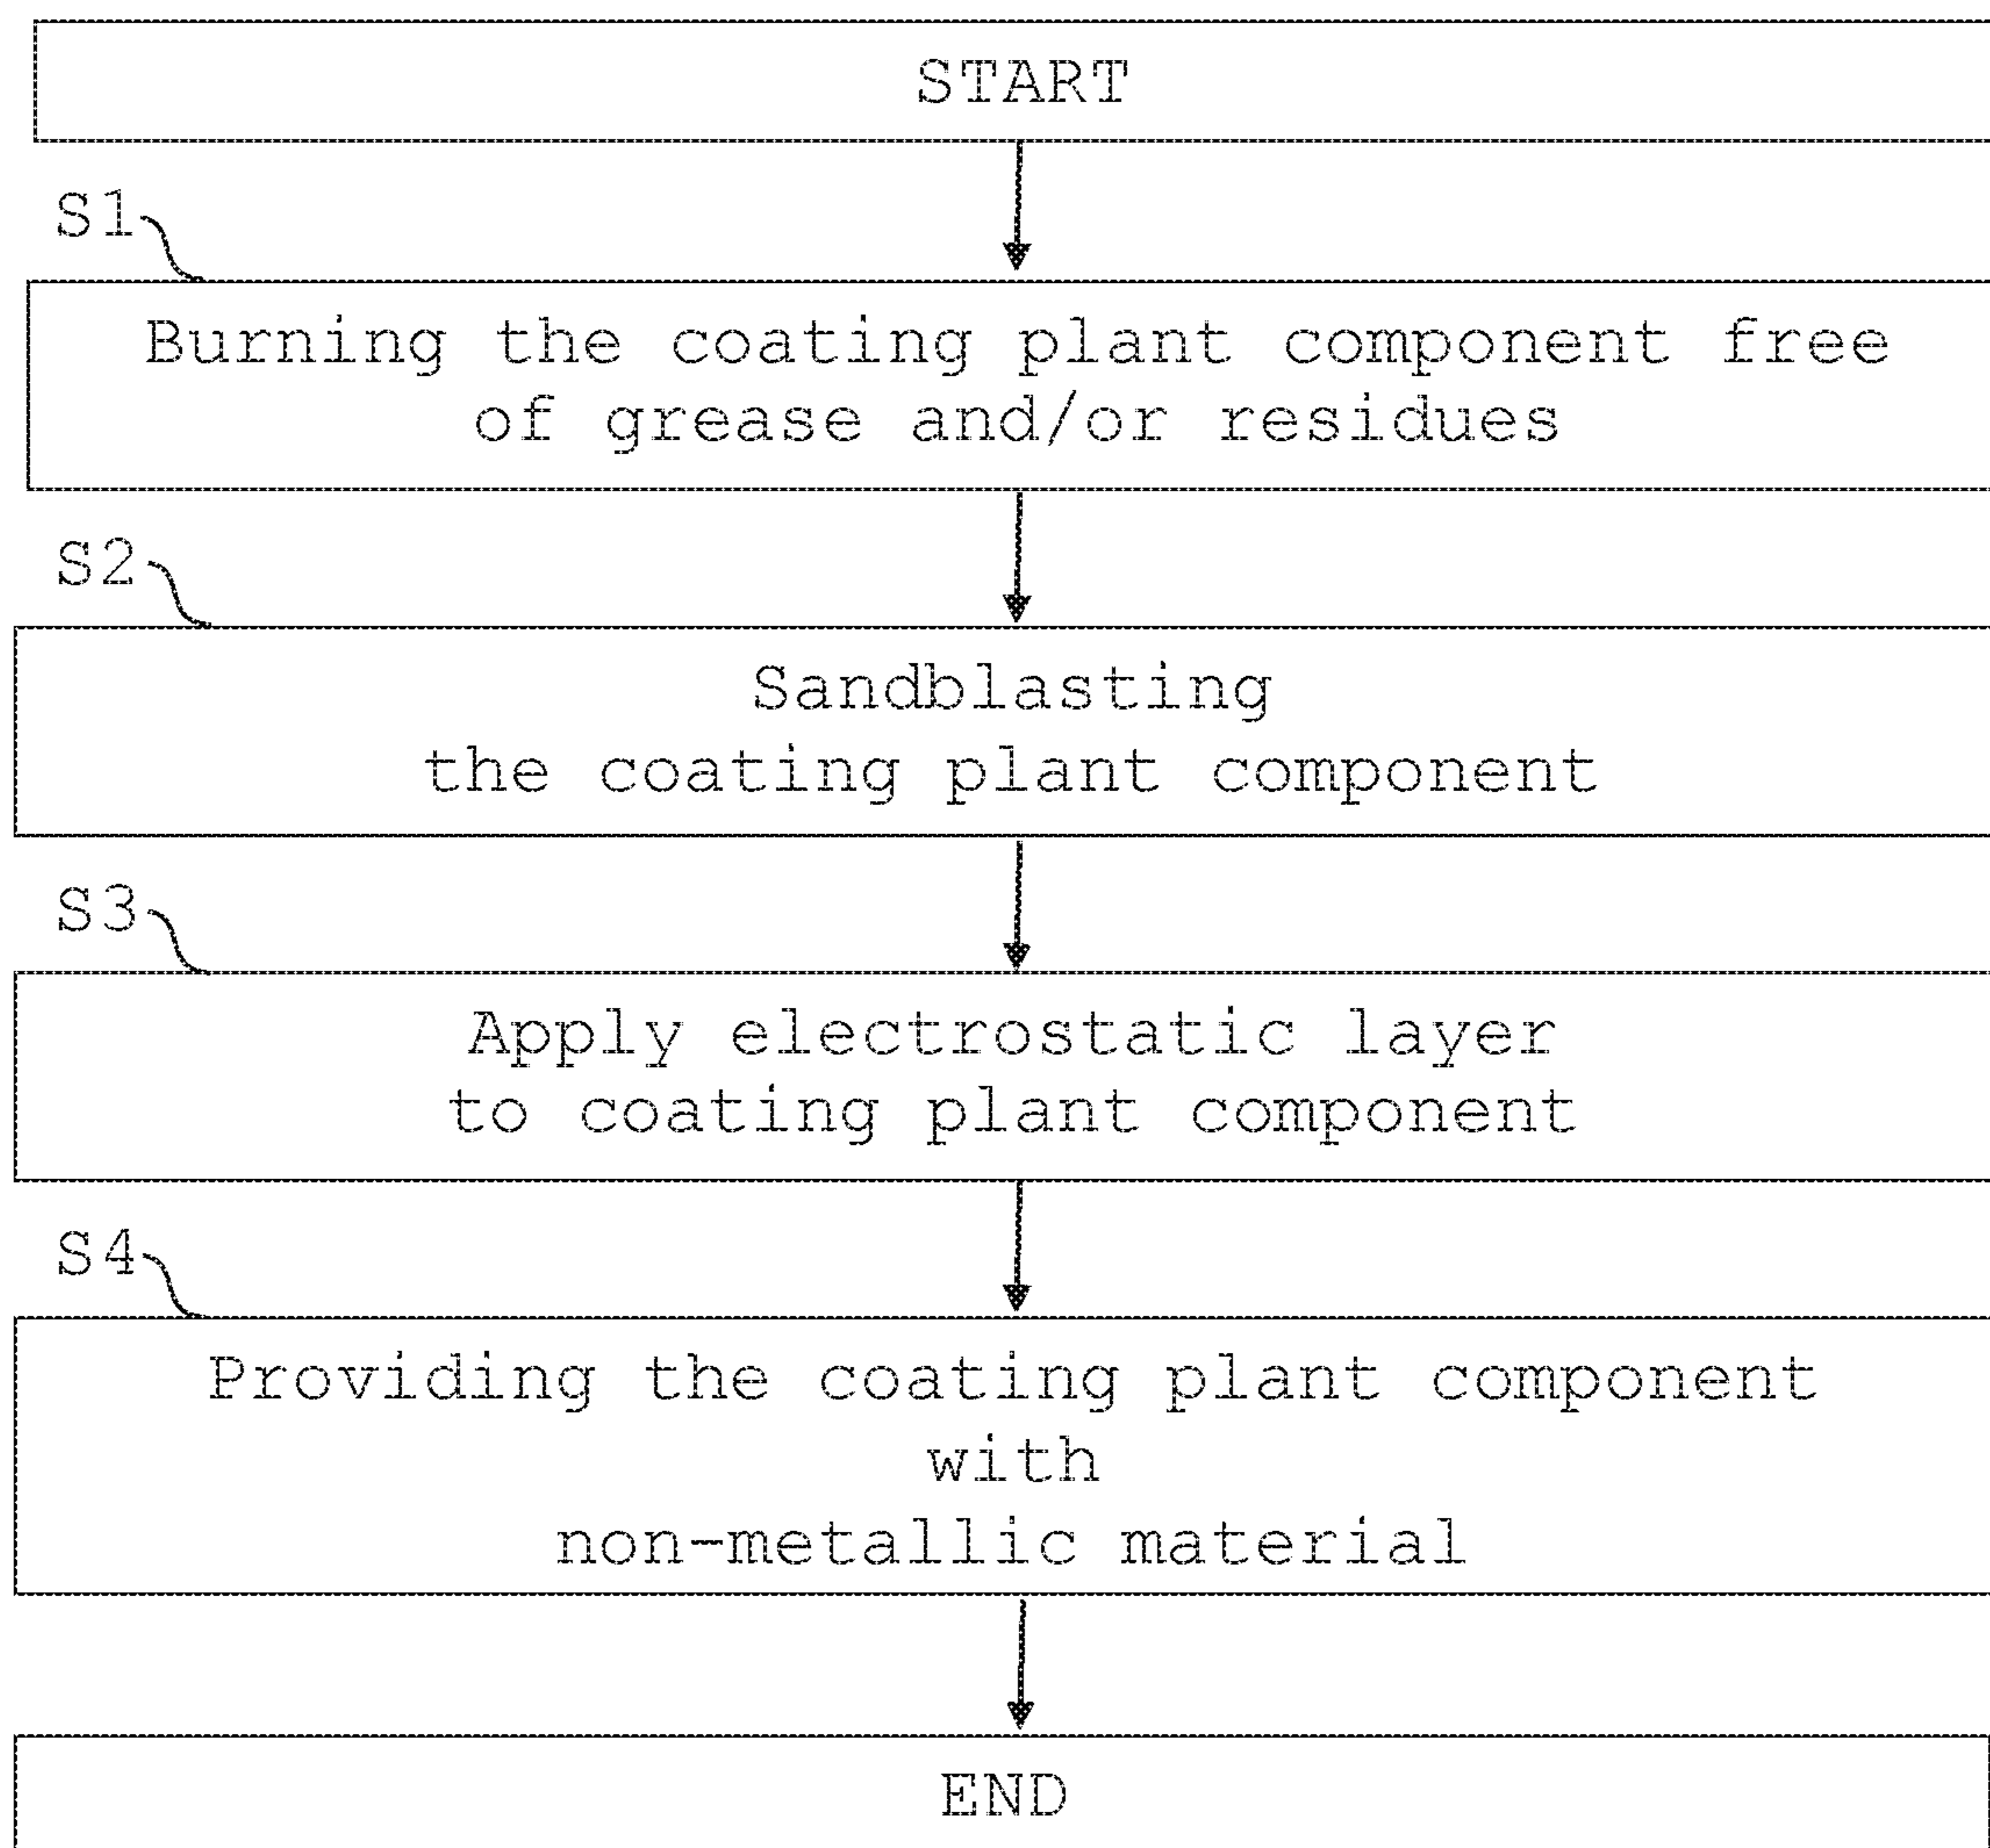 START
S1
Burning the coating plant component free
of grease and/or residues
S2
Sandblasting
the coating plant component
S3
Apply electrostatic layer
to coating plant component
S4
Providing the coating plant component
with
non-metallic material
END